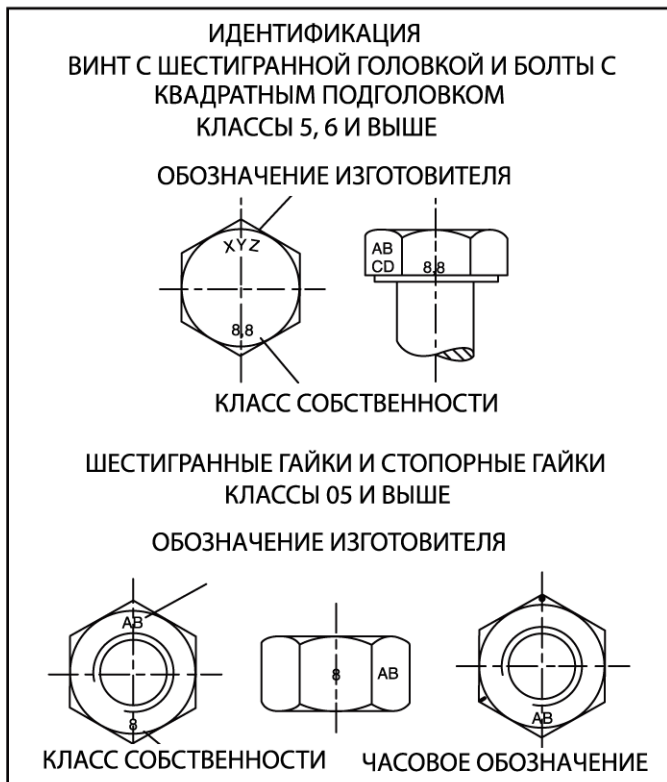 ИДЕНТИФИКАЦИЯ
ВИНТ С ШЕСТИГРАННОЙ ГОЛОВКОЙ И БОЛТЫ С
КВАДРАТНЫМ ПОДГОЛОВКОМ
КЛАССЫ 5, 6 И ВЫШЕ
ОБОЗНАЧЕНИЕ ИЗГОТОВИТЕЛЯ
XYZ
8,8
AB
CD
8,8
КЛАСС СОБСТВЕННОСТИ
ШЕСТИГРАННЫЕ ГАЙКИ И СТОПОРНЫЕ ГАЙКИ
КЛАССЫ 05 И ВЫШЕ
ОБОЗНАЧЕНИЕ ИЗГОТОВИТЕЛЯ
AB
8
8
AB
AB
КЛАСС СОБСТВЕННОСТИ
ЧАСОВОЕ ОБОЗНАЧЕНИЕ